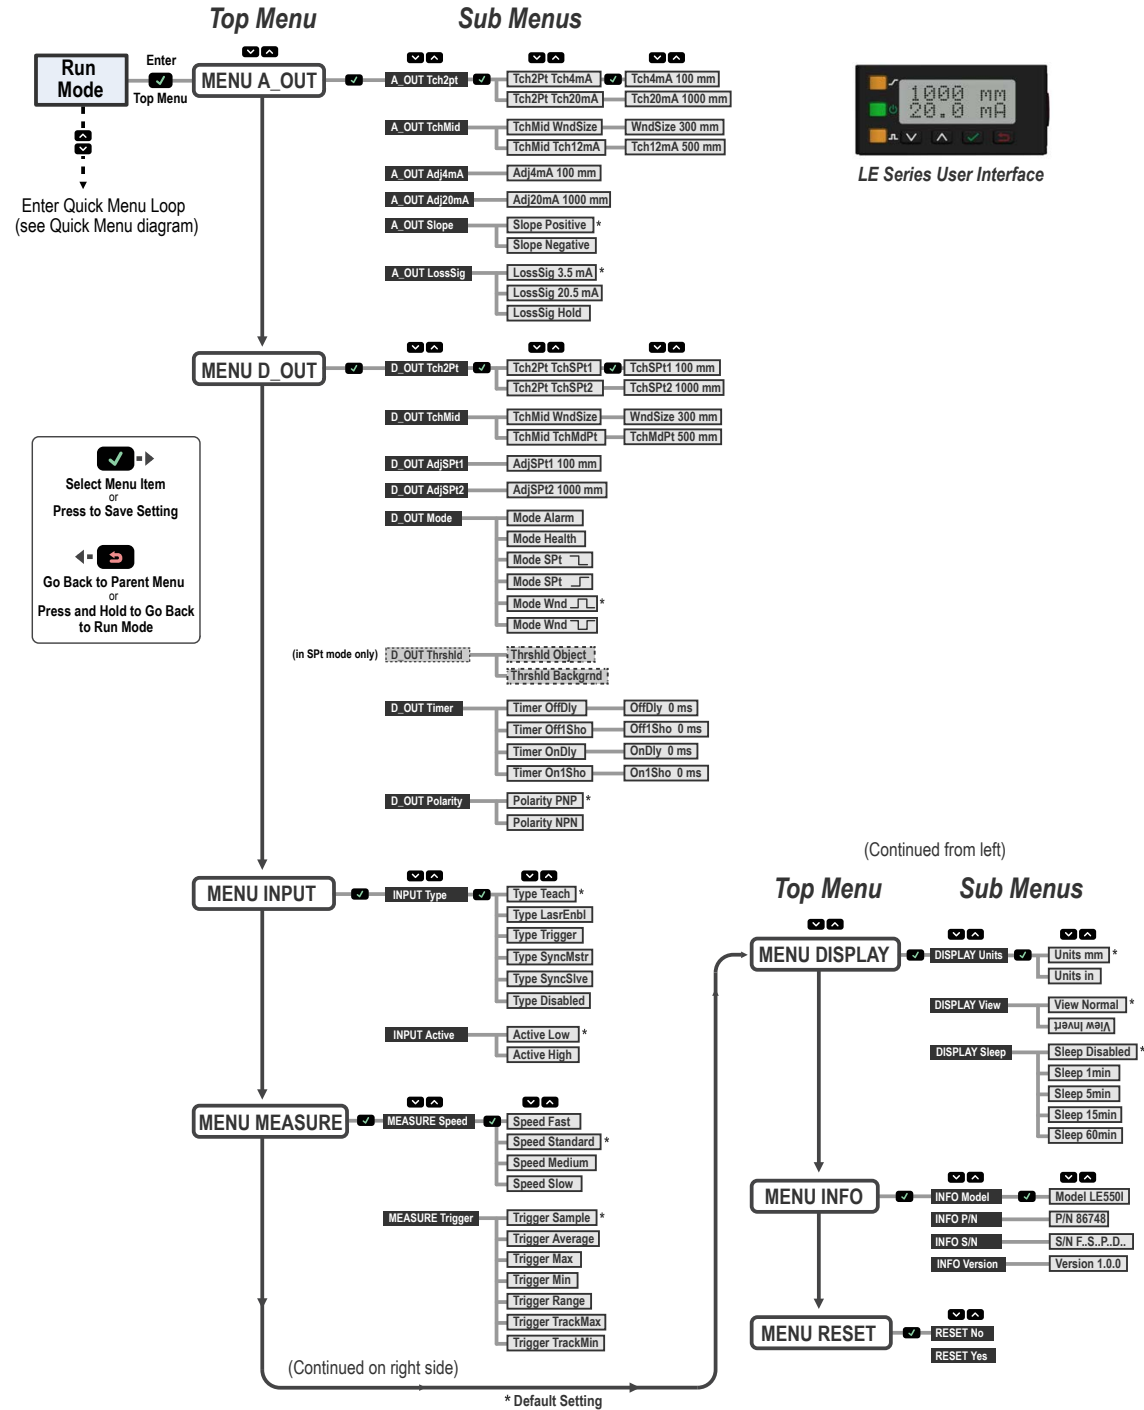 Top Menu
Sub Menus
Run
Mode
Enter
Top Menu
Enter Quick Menu Loop
(see Quick Menu diagram)
MENU A_OUT
A_OUT Tch2pt
Tch2Pt Tch4mA
Tch4mA 100 mm
Tch2Pt Tch20mA
Tch20mA 1000 mm
A_OUT TchMid
TchMid WndSize
WndSize 300 mm
TchMid Tch12mA
Tch12mA 500 mm
A_OUT Adj4mA
Adj4mA 100 mm
A_OUT Adj20mA
Adj20mA 1000 mm
A_OUT Slope
Slope Positive *
Slope Negative
A_OUT LossSig
LossSig 3.5 mA *
LossSig 20.5 mA
LossSig Hold
1000 mm
20.0 mA
LE Series User Interface
MENU D_OUT
D_OUT Tch2Pt
Tch2Pt TchSPt1
TchSPt1 100 mm
Tch2Pt TchSPt2
TchSPt2 1000 mm
D_OUT TchMid
TchMid WndSize
WndSize 300 mm
TchMid TchMdPt
TchMdPt 500 mm
D_OUT AdjSPt1
AdjSPt1 100 mm
D_OUT AdjSPt2
AdjSPt2 1000 mm
D_OUT Mode
Mode Alarm
Mode Health
Mode SPt
Mode SPt
Mode Wnd *
Mode Wnd
(in SPt mode only)
D_OUT Thrshld
Thrshld Object
Thrshld Backgrnd
D_OUT Timer
Timer OffDly
OffDly 0 ms
Timer Off1Sho
Off1Sho 0 ms
Timer OnDly
OnDly 0 ms
Timer On1Sho
On1Sho 0 ms
D_OUT Polarity
Polarity PNP *
Polarity NPN
Select Menu Item
or
Press to Save Setting
Go Back to Parent Menu
or
Press and Hold to Go Back
to Run Mode
MENU INPUT
INPUT Type
Type Teach *
Type LasrEnbl
Type Trigger
Type SyncMstr
Type SyncSlve
Type Disabled
INPUT Active
Active Low *
Active High
MENU MEASURE
MEASURE Speed
Speed Fast
Speed Standard *
Speed Medium
Speed Slow
MEASURE Trigger
Trigger Sample *
Trigger Average
Trigger Max
Trigger Min
Trigger Range
Trigger TrackMax
Trigger TrackMin
(Continued on right side)
* Default Setting
(Continued from left)
Top Menu
Sub Menus
MENU DISPLAY
DISPLAY Units
Units mm *
Units in
DISPLAY View
View Normal *
View Invert
DISPLAY Sleep
Sleep Disabled *
Sleep 1min
Sleep 5min
Sleep 15min
Sleep 60min
MENU INFO
INFO Model
Model LE550I
INFO P/N
P/N 86748
INFO S/N
S/N F..S..P..D..
INFO Version
Version 1.0.0
MENU RESET
RESET No
RESET Yes